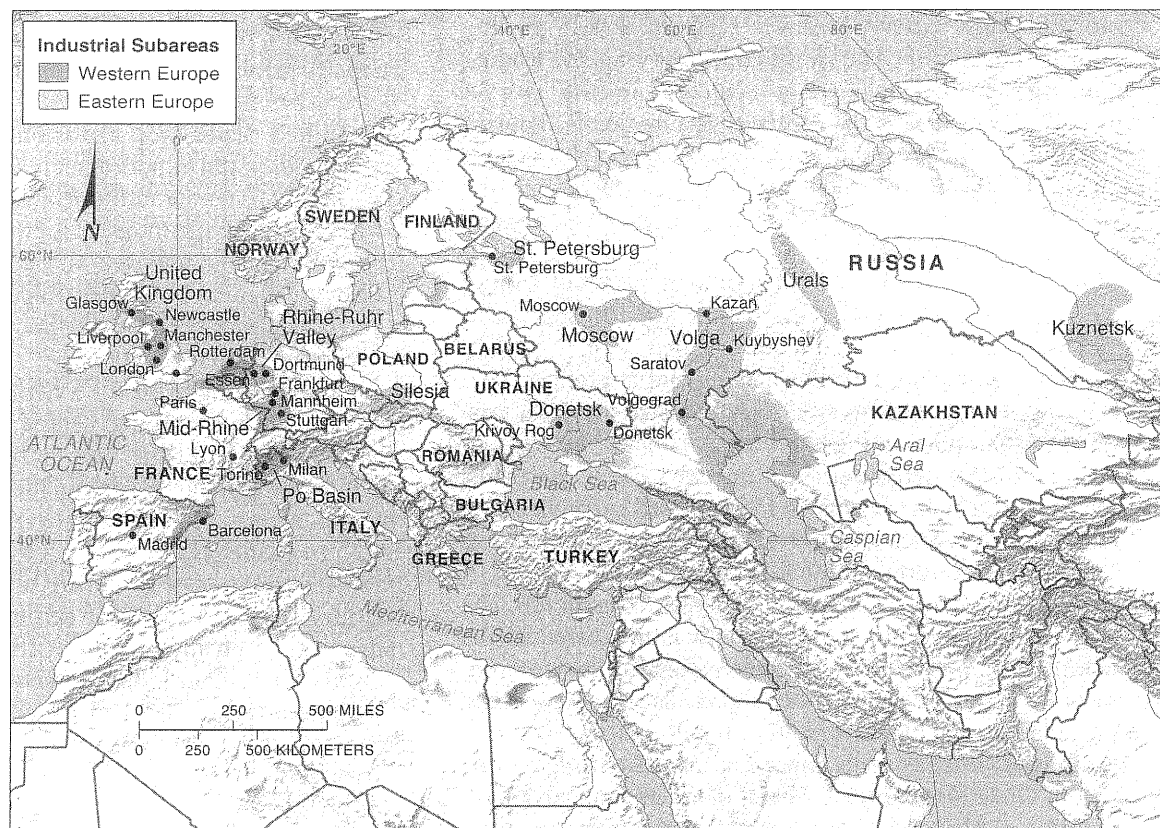 Industrial Subareas
Western Europe
Eastern Europe
20°E
40°E
60°E
80°E
0°
N
60°N
SWEDEN
FINLAND
NORWAY
St. Petersburg
St. Petersburg
RUSSIA
United
Kingdom
Urals
Glasgow
Newcastle
Rhine-Ruhr
Valley
Moscow
Moscow
Kazan
Kuznetsk
Liverpool
Manchester
Rotterdam
London
Essen
Dortmund
POLAND
BELARUS
Volga
Kuybyshev
Saratov
Frankfurt
Mannheim
Stuttgart
Silesia
UKRAINE
Paris
Mid-Rhine
Donetsk
Volgograd
KAZAKHSTAN
Krivoy Rog
Donetsk
ATLANTIC
OCEAN
Lyon
FRANCE
Torino
Milan
ROMANIA
Aral
Sea
Po Basin
Black Sea
BULGARIA
SPAIN
Barcelona
Madrid
ITALY
40°N
GREECE
TURKEY
Caspian
Sea
Mediterranean Sea
0 250 500 MILES
0 250 500 KILOMETERS